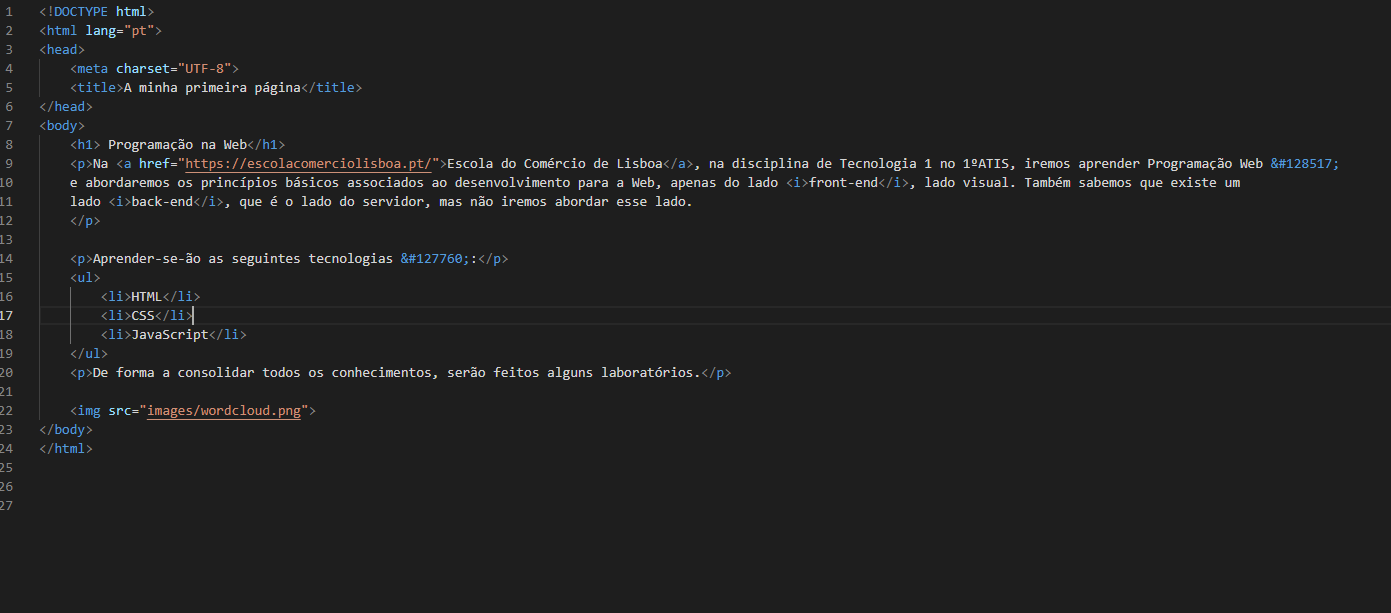 1 <!DOCTYPE html>
2 <html lang="pt">
3 <head>
4     <meta charset="UTF-8">
5     <title>A minha primeira página</title>
6 </head>
7 <body>
8     <h1> Programação na Web</h1>
9     <p>Na <a href="https://escolacomerciolisboa.pt/">Escola do Comércio de Lisboa</a>, na disciplina de Tecnologia 1 no 1ºATIS, iremos aprender Programação Web &#128517;
10     e abordaremos os princípios básicos associados ao desenvolvimento para a Web, apenas do lado <i>front-end</i>, lado visual. Também sabemos que existe um
11     lado <i>back-end</i>, que é o lado do servidor, mas não iremos abordar esse lado.
12     </p>
13
14     <p>Aprender-se-ão as seguintes tecnologias &#127760;:</p>
15     <ul>
16         <li>HTML</li>
17         <li>CSS</li>
18         <li>JavaScript</li>
19     </ul>
20     <p>De forma a consolidar todos os conhecimentos, serão feitos alguns laboratórios.</p>
21
22     <img src="images/wordcloud.png">
23 </body>
24 </html>
25
26
27